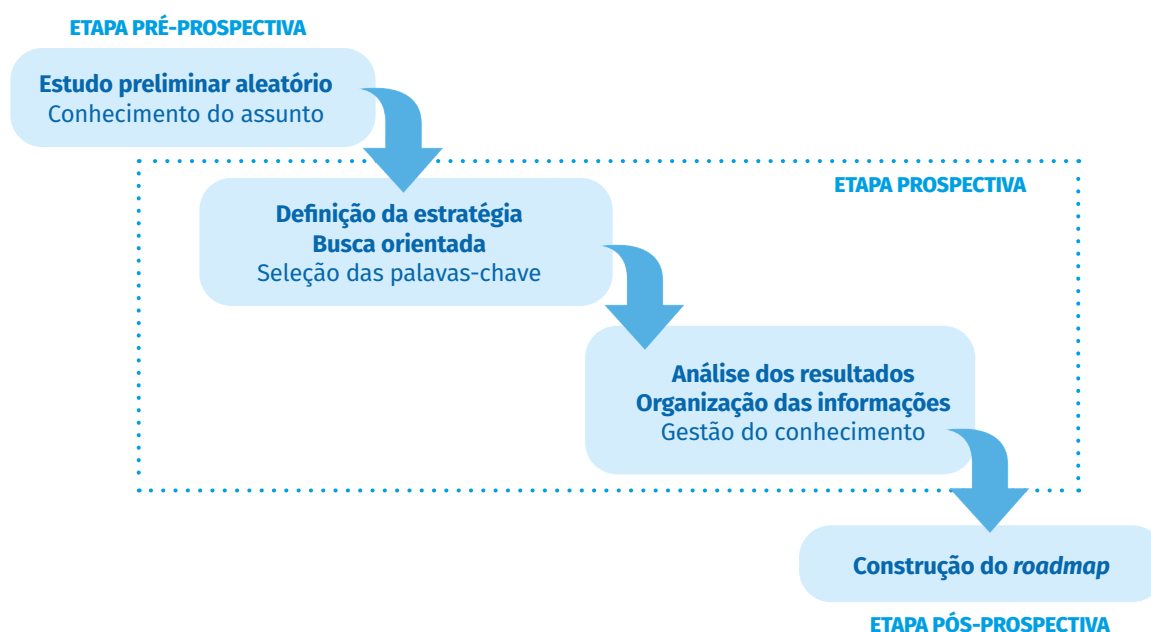 ETAPA PRÉ-PROSPECTIVA
Estudo preliminar aleatório
Conhecimento do assunto
ETAPA PROSPECTIVA
Definição da estratégia
Busca orientada
Seleção das palavas-chave
Análise dos resultados
Organização das informações
Gestão do conhecimento
Construção do roadmap
ETAPA PÓS-PROSPECTIVA